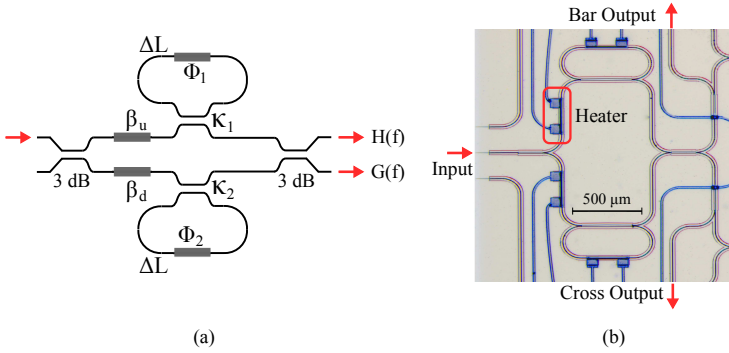 ΔL
Φ1
βu
κ1
H(f)
3 dB
βd
κ2
3 dB
G(f)
Φ2
ΔL
(a)
Bar Output
Heater
Input
500 μm
Cross Output
(b)